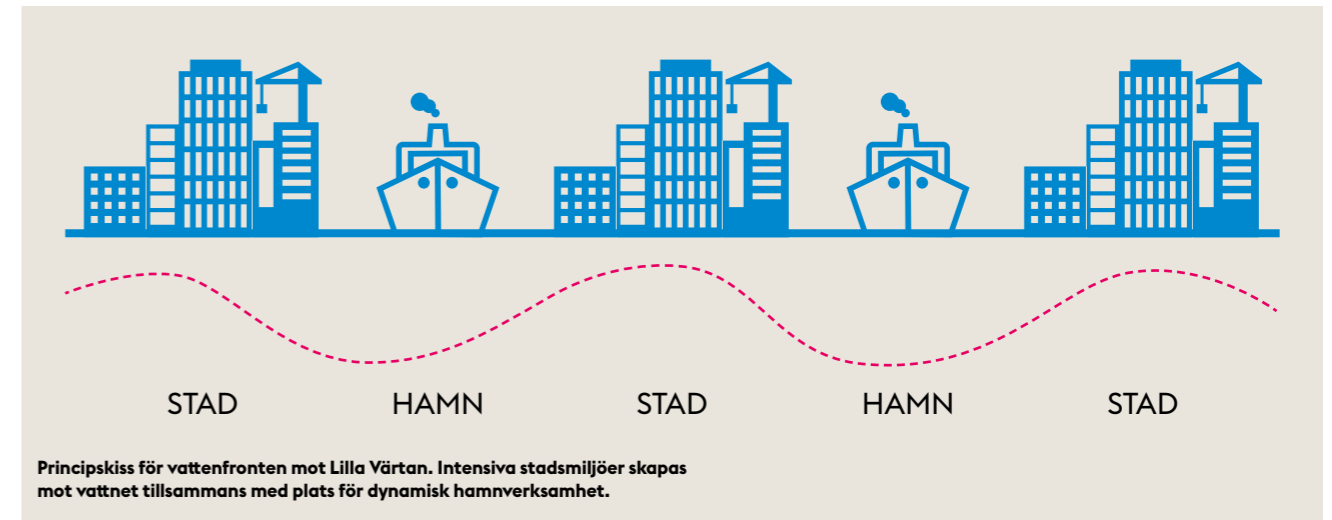 STAD HAMN STAD HAMN STAD
Principskiss för vattenfronten mot Lilla Värtan. Intensiva stadsmiljöer skapas
mot vattnet tillsammans med plats för dynamisk hamnverksamhet.